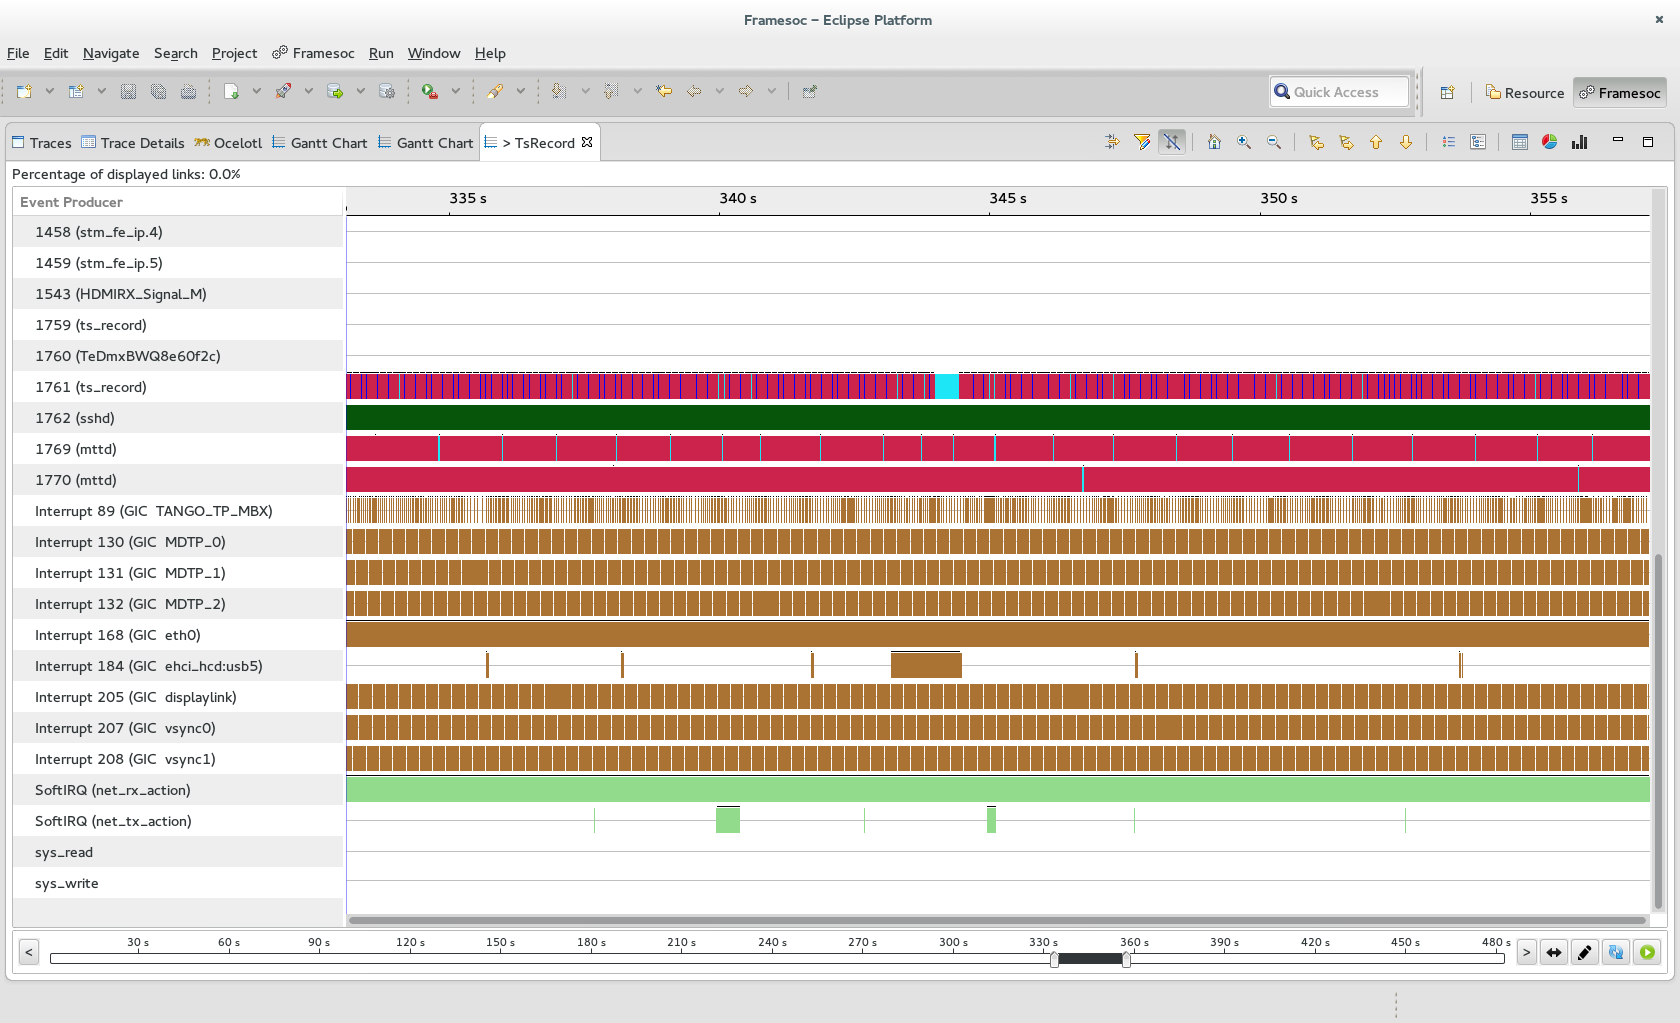 Framesoc – Eclipse Platform
File Edit Navigate Search Project Framesoc Run Window Help
Quick Access
Resource
Framesoc
Traces Trace Details Ocelotl Gantt Chart Gantt Chart > TsRecord
Percentage of displayed links: 0.0%
Event Producer
335 s 340 s 345 s 350 s 355 s
1458 (stm_fe_ip.4)
1459 (stm_fe_ip.5)
1543 (HDMIRX_Signal_M)
1759 (ts_record)
1760 (TeDmxBWQ8e60f2c)
1761 (ts_record)
1762 (sshd)
1769 (mttd)
1770 (mttd)
Interrupt 89 (GIC TANGO_TP_MBX)
Interrupt 130 (GIC MDTP_0)
Interrupt 131 (GIC MDTP_1)
Interrupt 132 (GIC MDTP_2)
Interrupt 168 (GIC eth0)
Interrupt 184 (GIC ehci_hcd:usb5)
Interrupt 205 (GIC displaylink)
Interrupt 207 (GIC vsync0)
Interrupt 208 (GIC vsync1)
SoftIRQ (net_rx_action)
SoftIRQ (net_tx_action)
sys_read
sys_write
30 s 60 s 90 s 120 s 150 s 180 s 210 s 240 s 270 s 300 s 330 s 360 s 390 s 420 s 450 s 480 s
< >